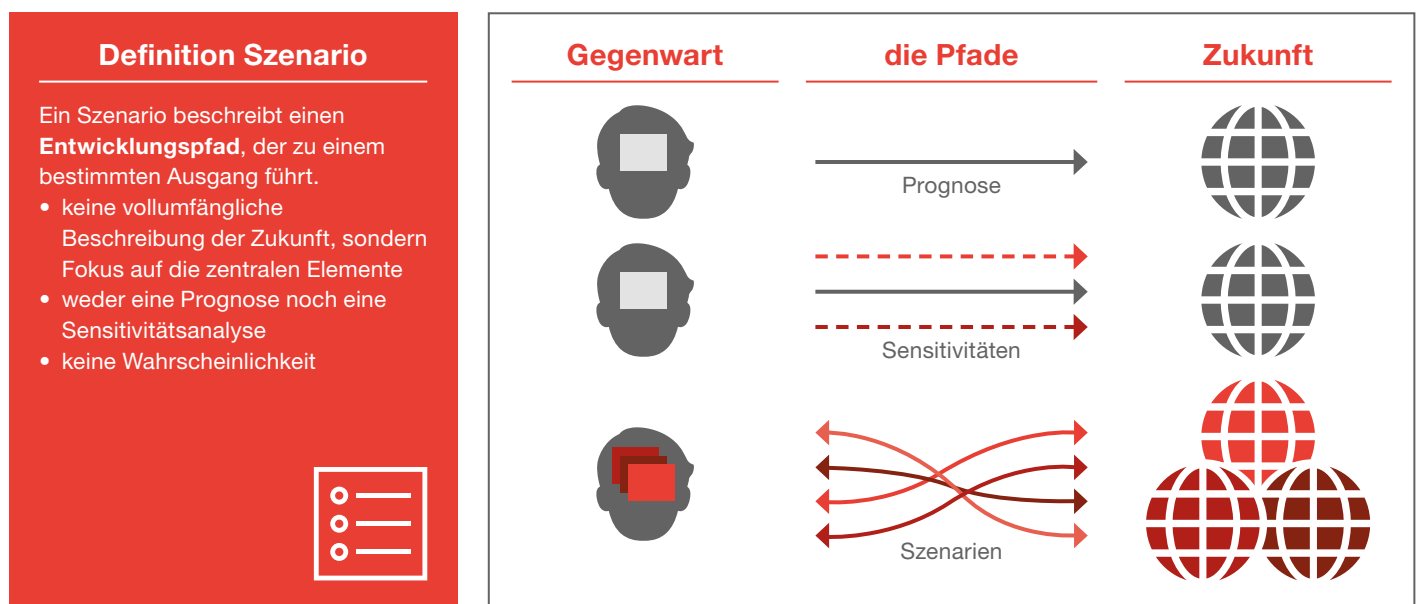 Definition Szenario
Ein Szenario beschreibt einen
Entwicklungspfad, der zu einem
bestimmten Ausgang führt.
• keine vollumfängliche
Beschreibung der Zukunft, sondern
Fokus auf die zentralen Elemente
• weder eine Prognose noch eine
Sensitivitätsanalyse
• keine Wahrscheinlichkeit
Gegenwart
die Pfade
Zukunft
Prognose
Sensitivitäten
Szenarien